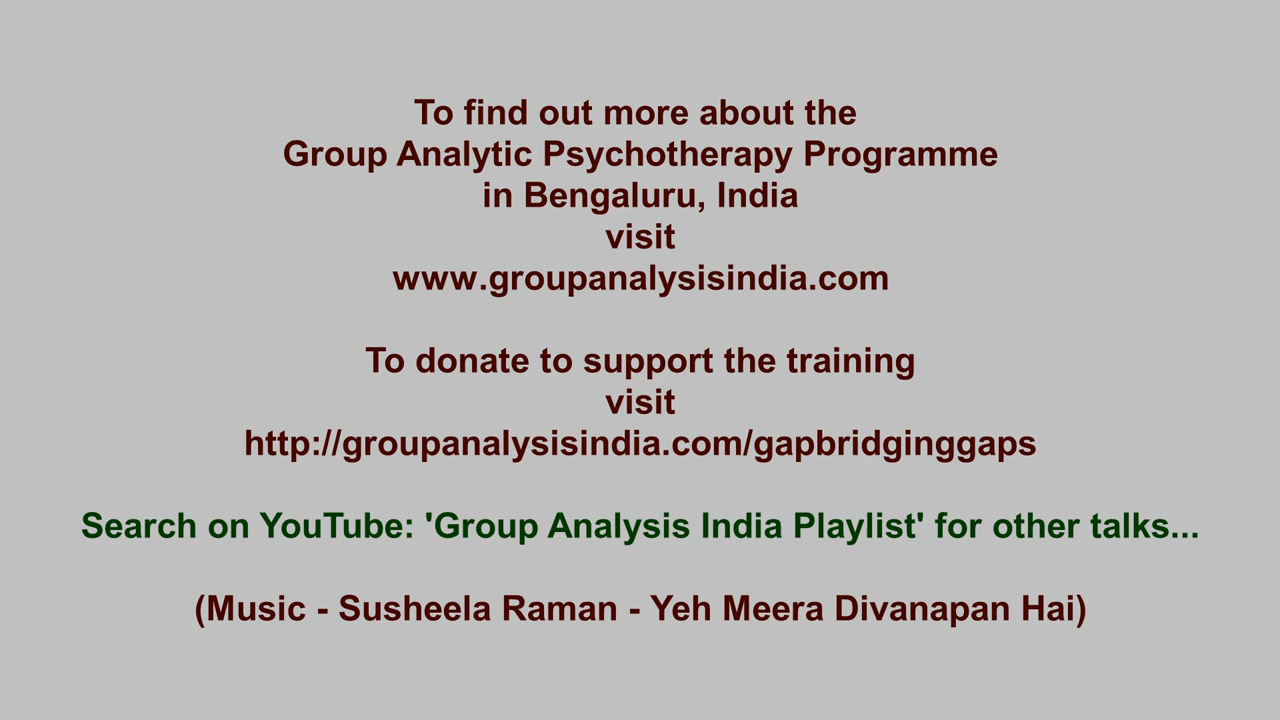 To find out more about the
Group Analytic Psychotherapy Programme
in Bengaluru, India
visit
www.groupanalysisindia.com
To donate to support the training
visit
http://groupanalysisindia.com/gapbridginggaps
Search on YouTube: 'Group Analysis India Playlist' for other talks...
(Music - Susheela Raman - Yeh Meera Divanapan Hai)